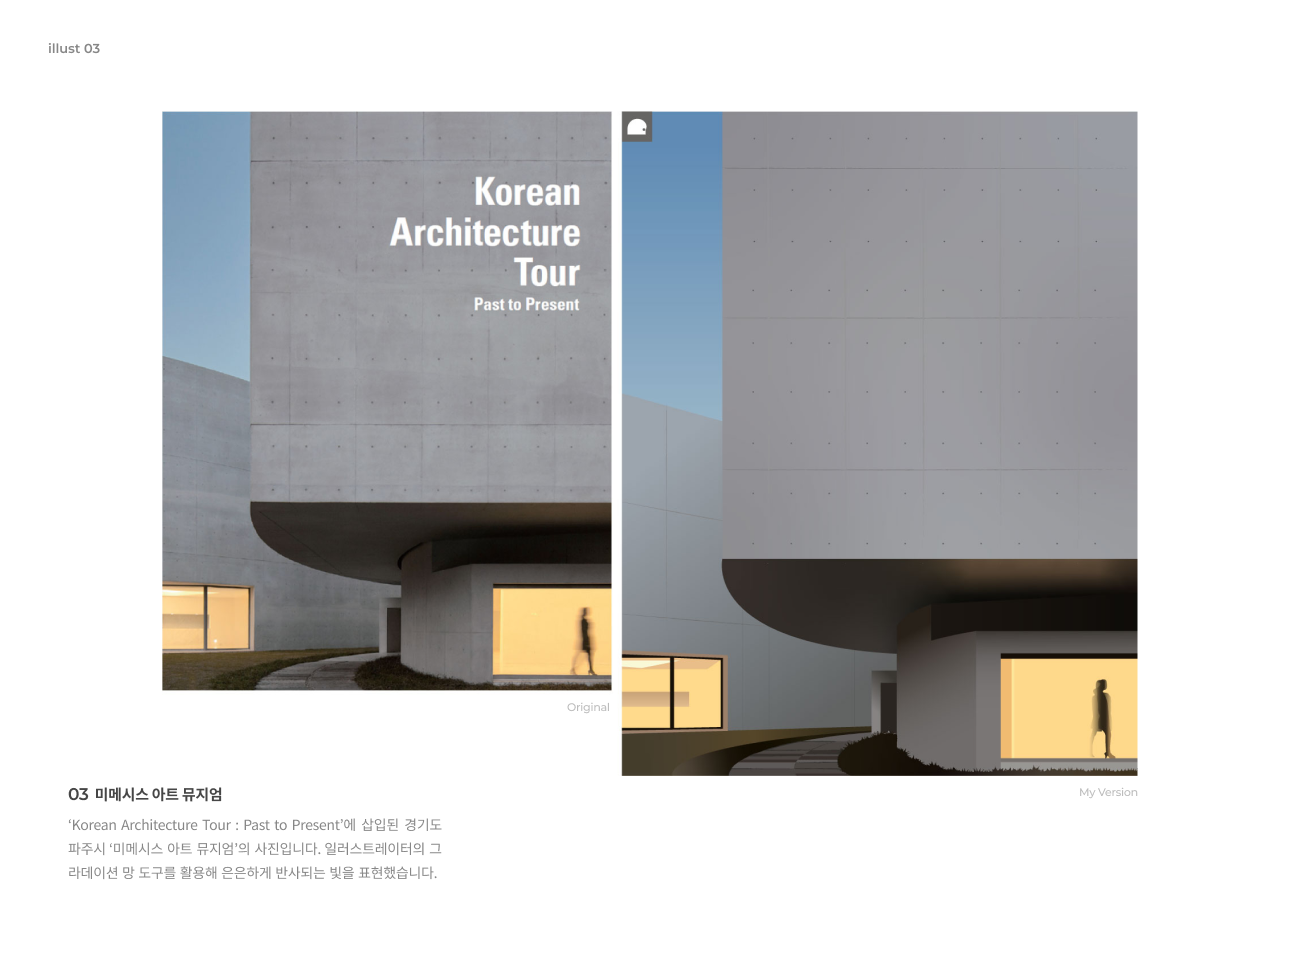 illust 03
Korean
Architecture
Tour
Past to Present
Original
My Version
03 미메시스 아트 뮤지엄
‘Korean Architecture Tour : Past to Present’에 삽입된 경기도
파주시 ‘미메시스 아트 뮤지엄’의 사진입니다. 일러스트레이터의 그
라데이션 망 도구를 활용해 은은하게 반사되는 빛을 표현했습니다.